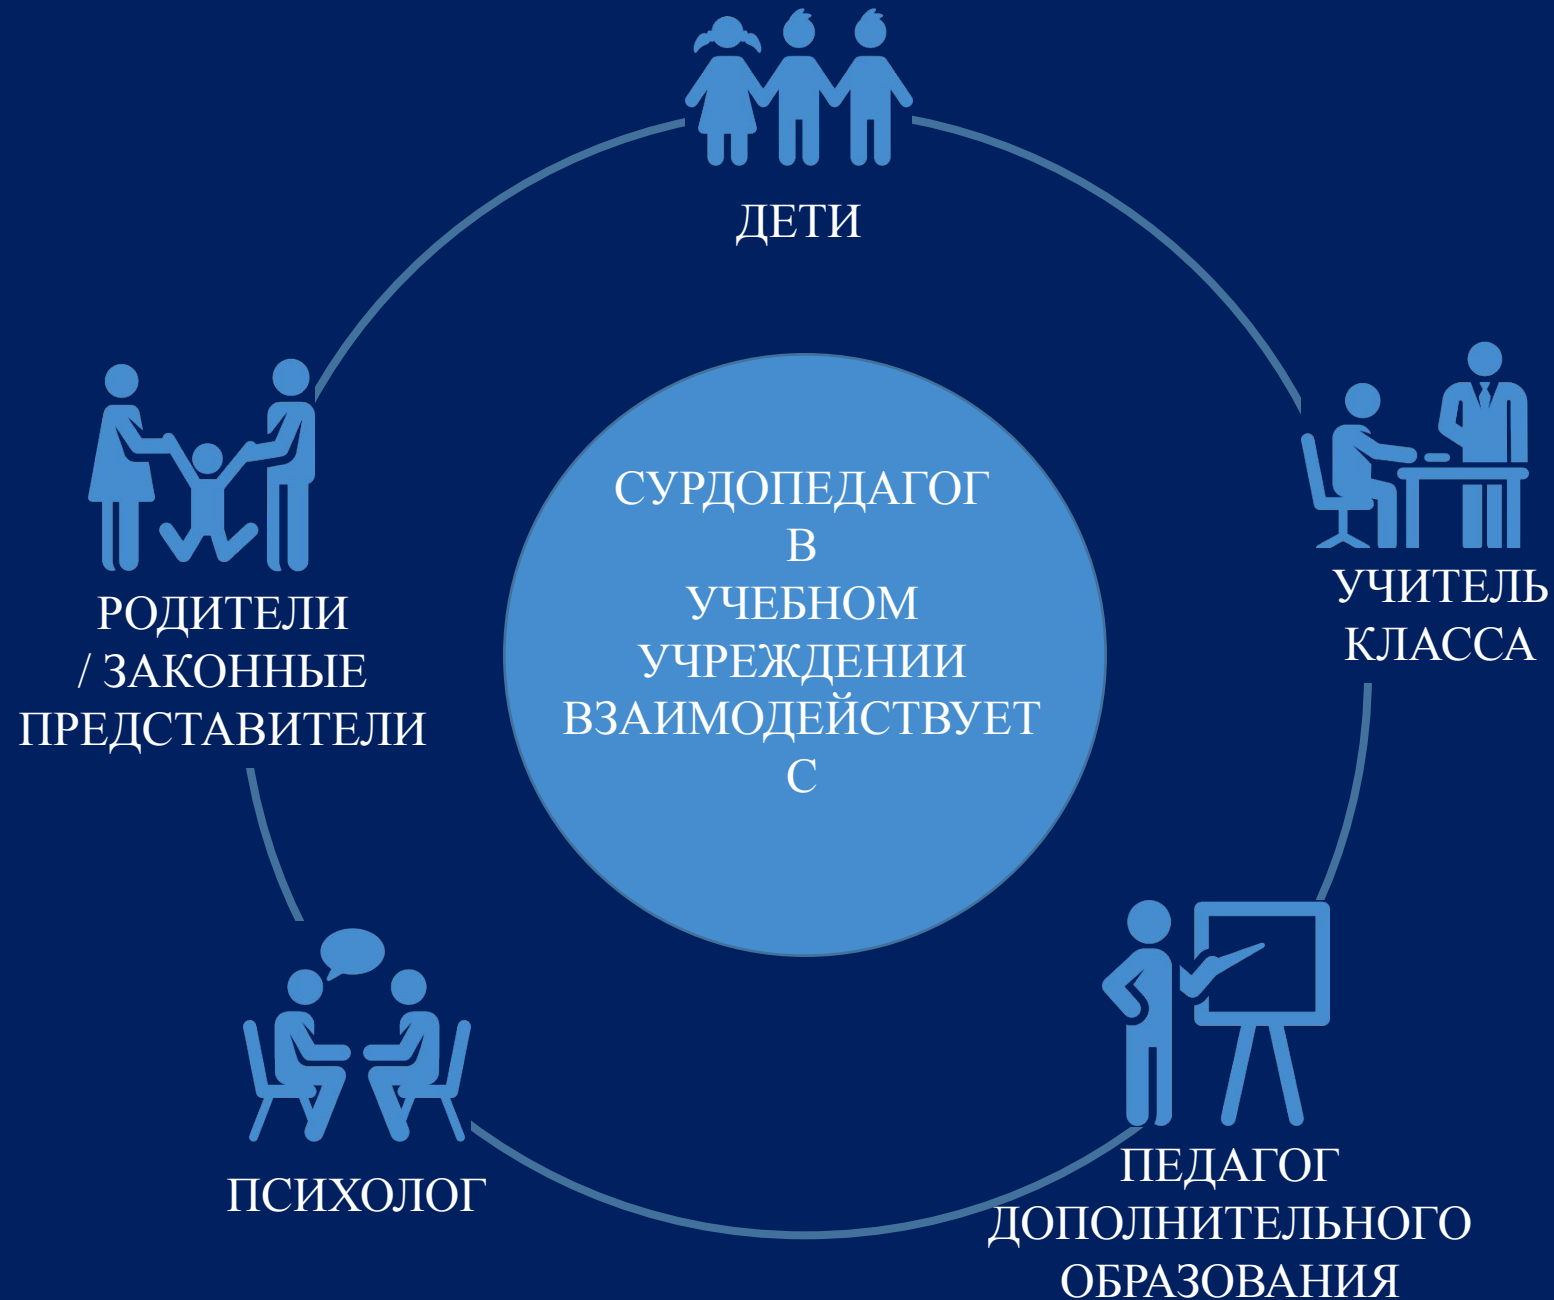 ДЕТИ
СУРДОПЕДАГОГ
В
УЧЕБНОМ
УЧРЕЖДЕНИИ
ВЗАИМОДЕЙСТВУЕТ
С
УЧИТЕЛЬ
КЛАССА
РОДИТЕЛИ
/ ЗАКОННЫЕ
ПРЕДСТАВИТЕЛИ
ПСИХОЛОГ
ПЕДАГОГ
ДОПОЛНИТЕЛЬНОГО
ОБРАЗОВАНИЯ